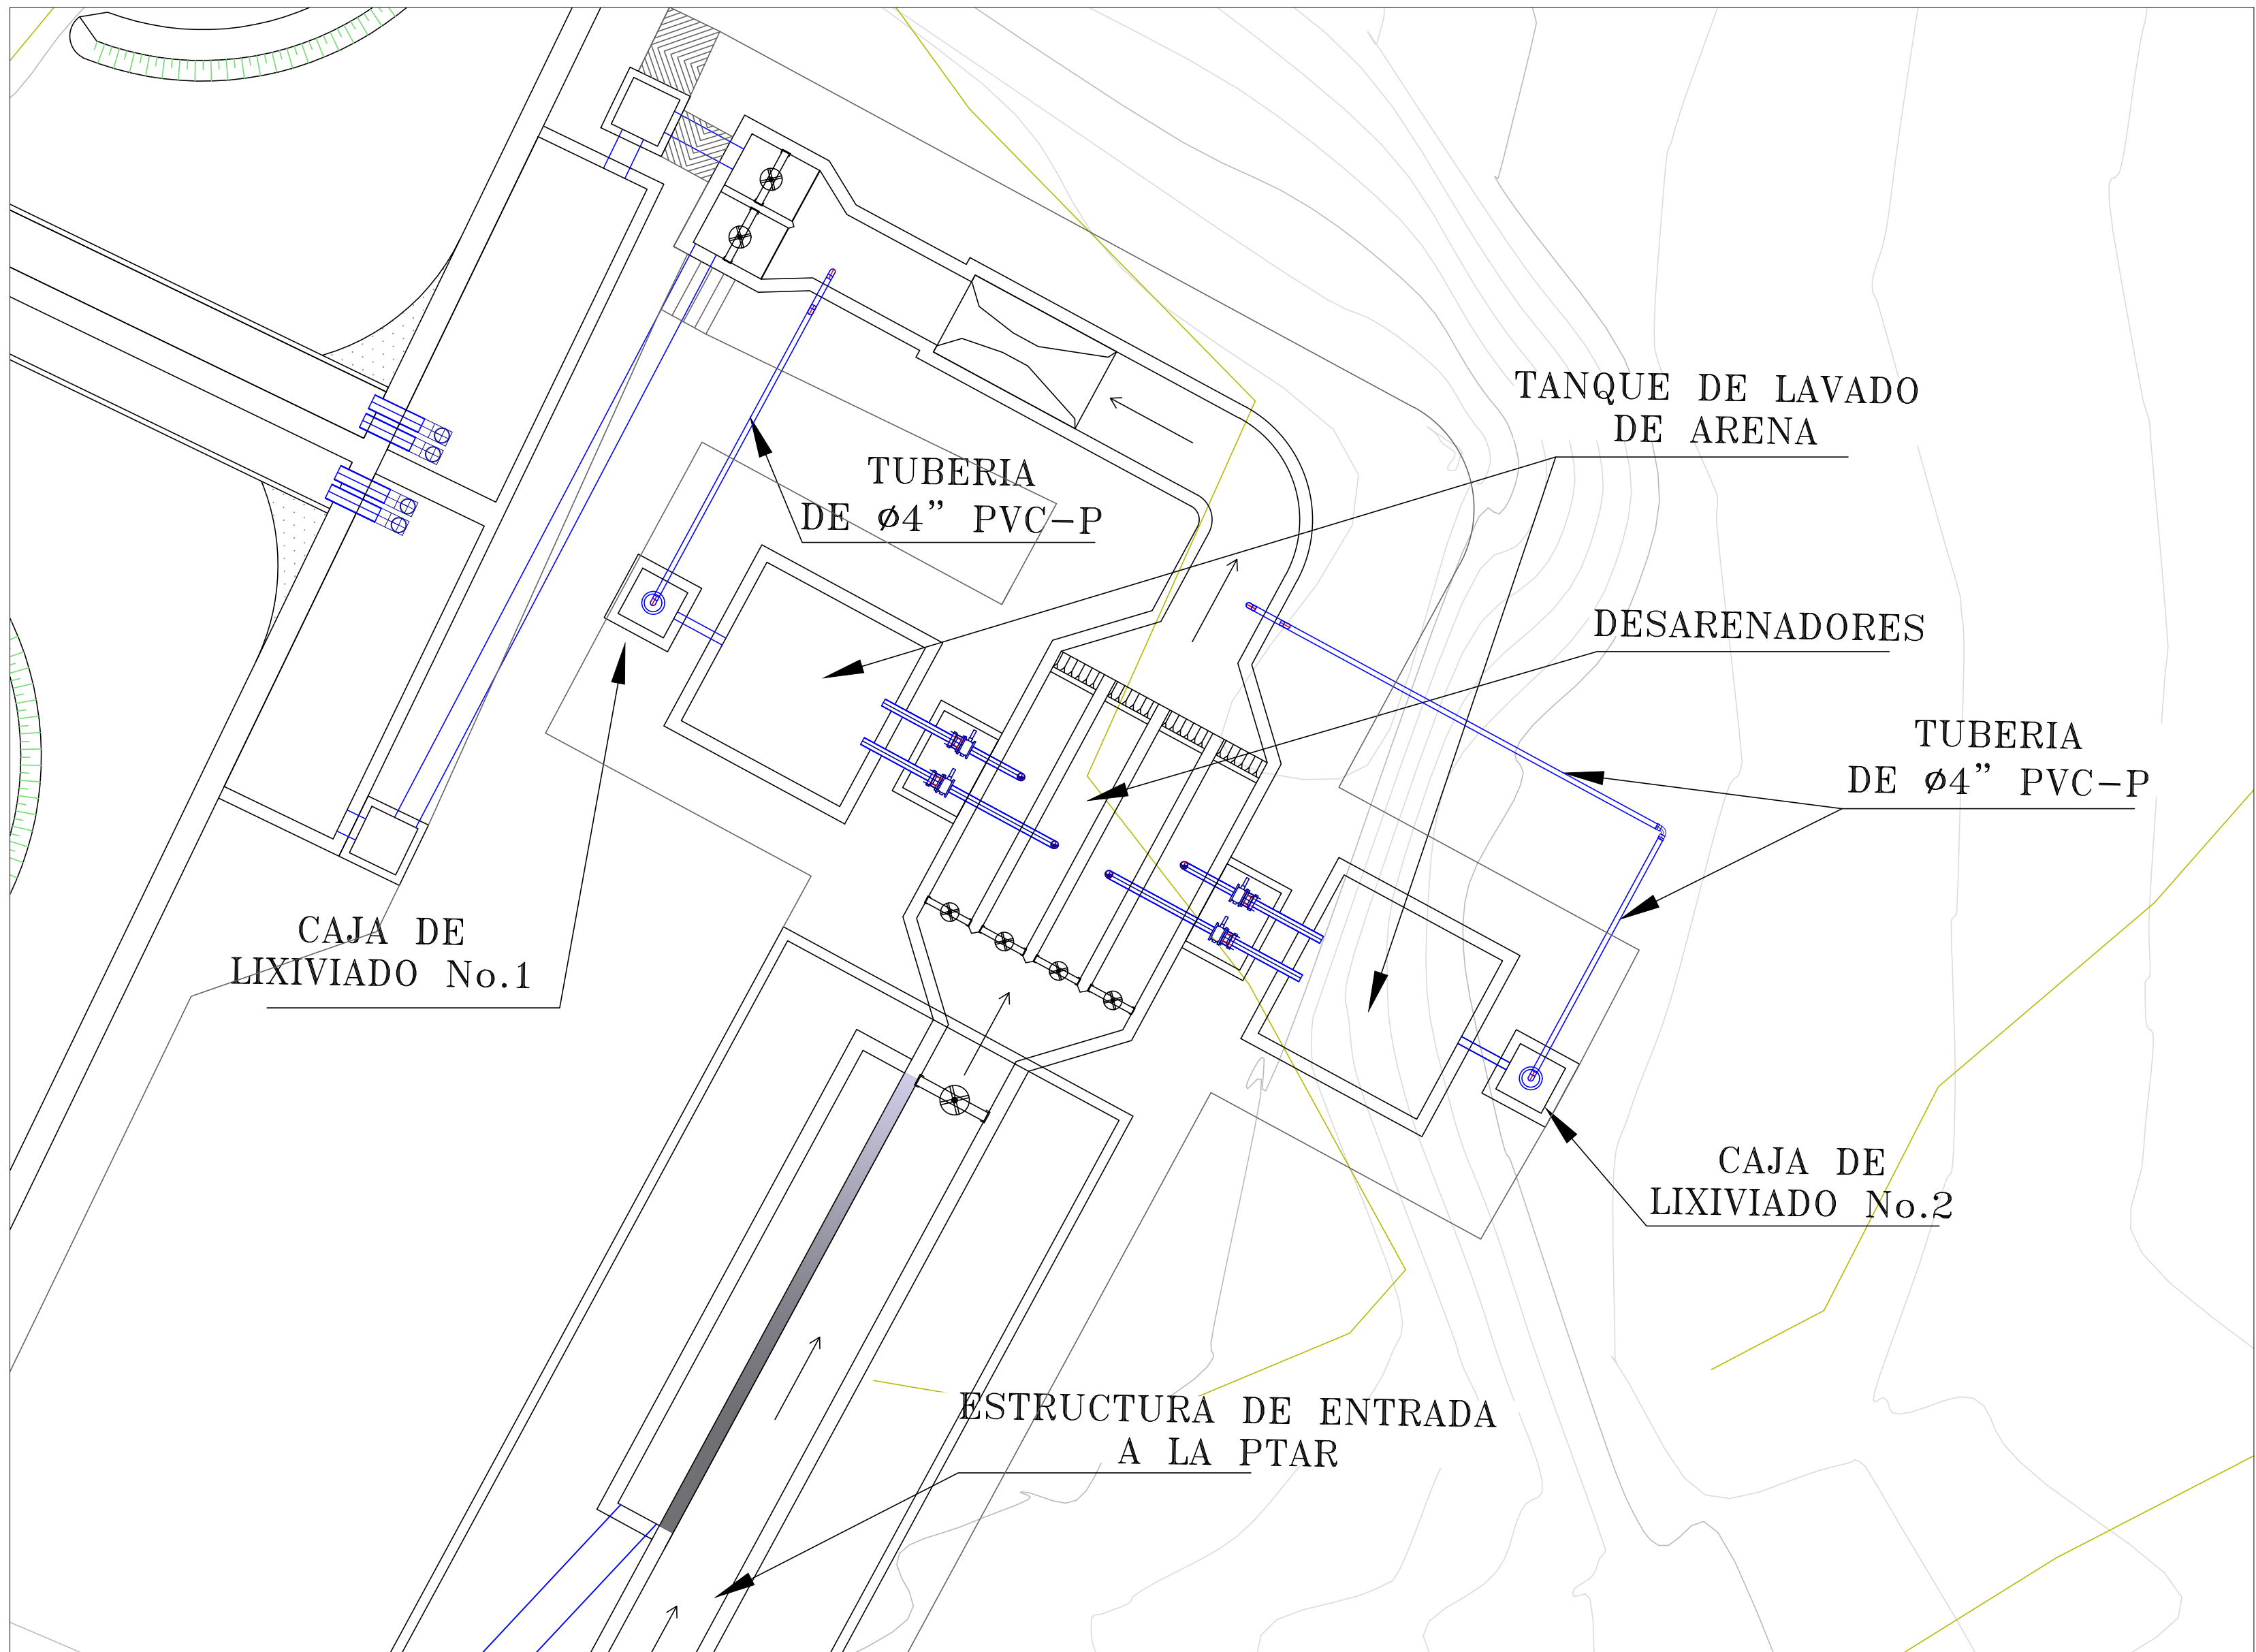 TANQUE DE LAVADO
DE ARENA
TUBERIA
DE ø4” PVC-P
DESARENADORES
TUBERIA
DE ø4” PVC-P
CAJA DE
LIXIVIADO No.1
CAJA DE
LIXIVIADO No.2
ESTRUCTURA DE ENTRADA
A LA PTAR